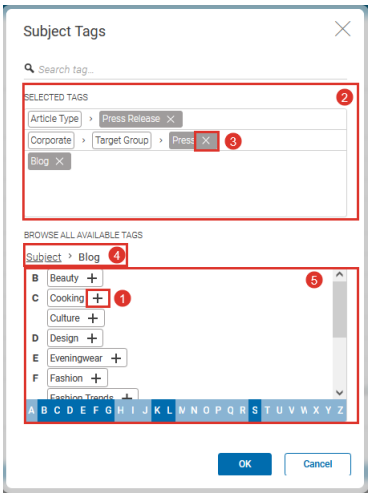 Subject Tags
Search tag...
SELECTED TAGS
2
Article Type › Press Release ×
Corporate › Target Group › Press × 3
Blog ×
BROWSE ALL AVAILABLE TAGS
Subject › Blog 4
5
B Beauty +
C Cooking + 1
Culture +
D Design +
E Eveningwear +
F Fashion +
Fashion Trends +
A B C D E F G H I J K L M N O P Q R S T U V W X Y Z
OK Cancel